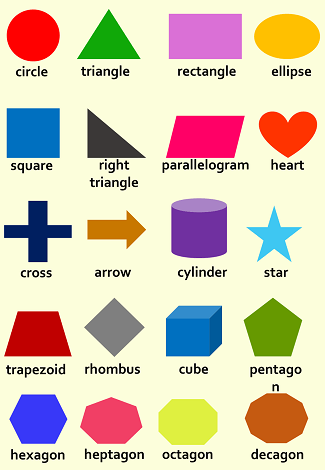 circle
triangle
rectangle
ellipse
square
right
triangle
parallelogram
heart
cross
arrow
cylinder
star
trapezoid
rhombus
cube
pentago
n
hexagon
heptagon
octagon
decagon